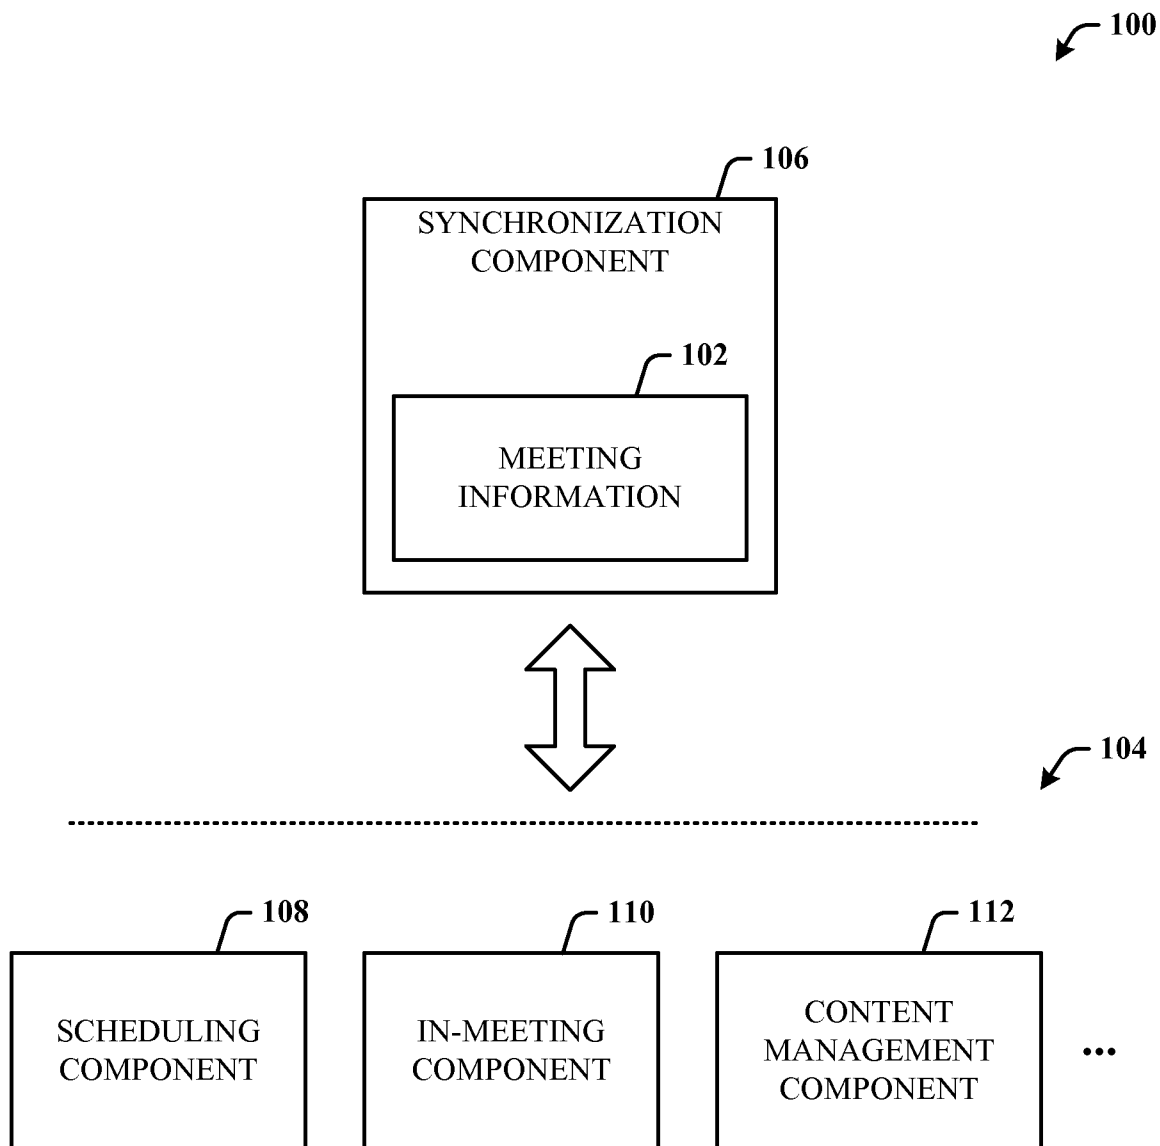 100
106
SYNCHRONIZATION
COMPONENT
102
MEETING
INFORMATION
104
108
110
112
SCHEDULING
COMPONENT
IN-MEETING
COMPONENT
CONTENT
MANAGEMENT
COMPONENT
...